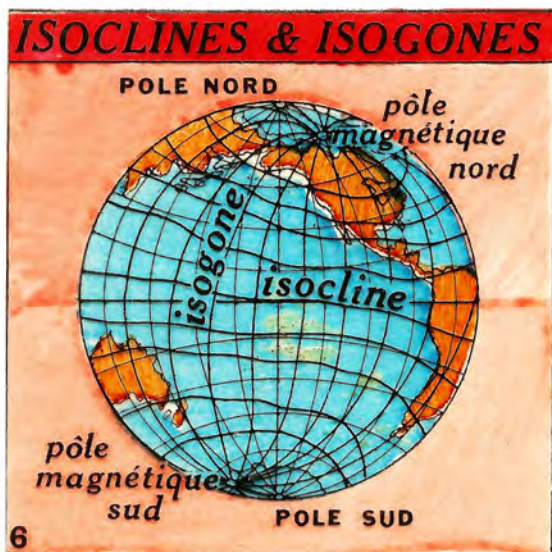 ISOCLINES & ISOGONES
POLE NORD
pôle
magnétique
nord
isogone
isocline
pôle
magnétique
sud
POLE SUD
6